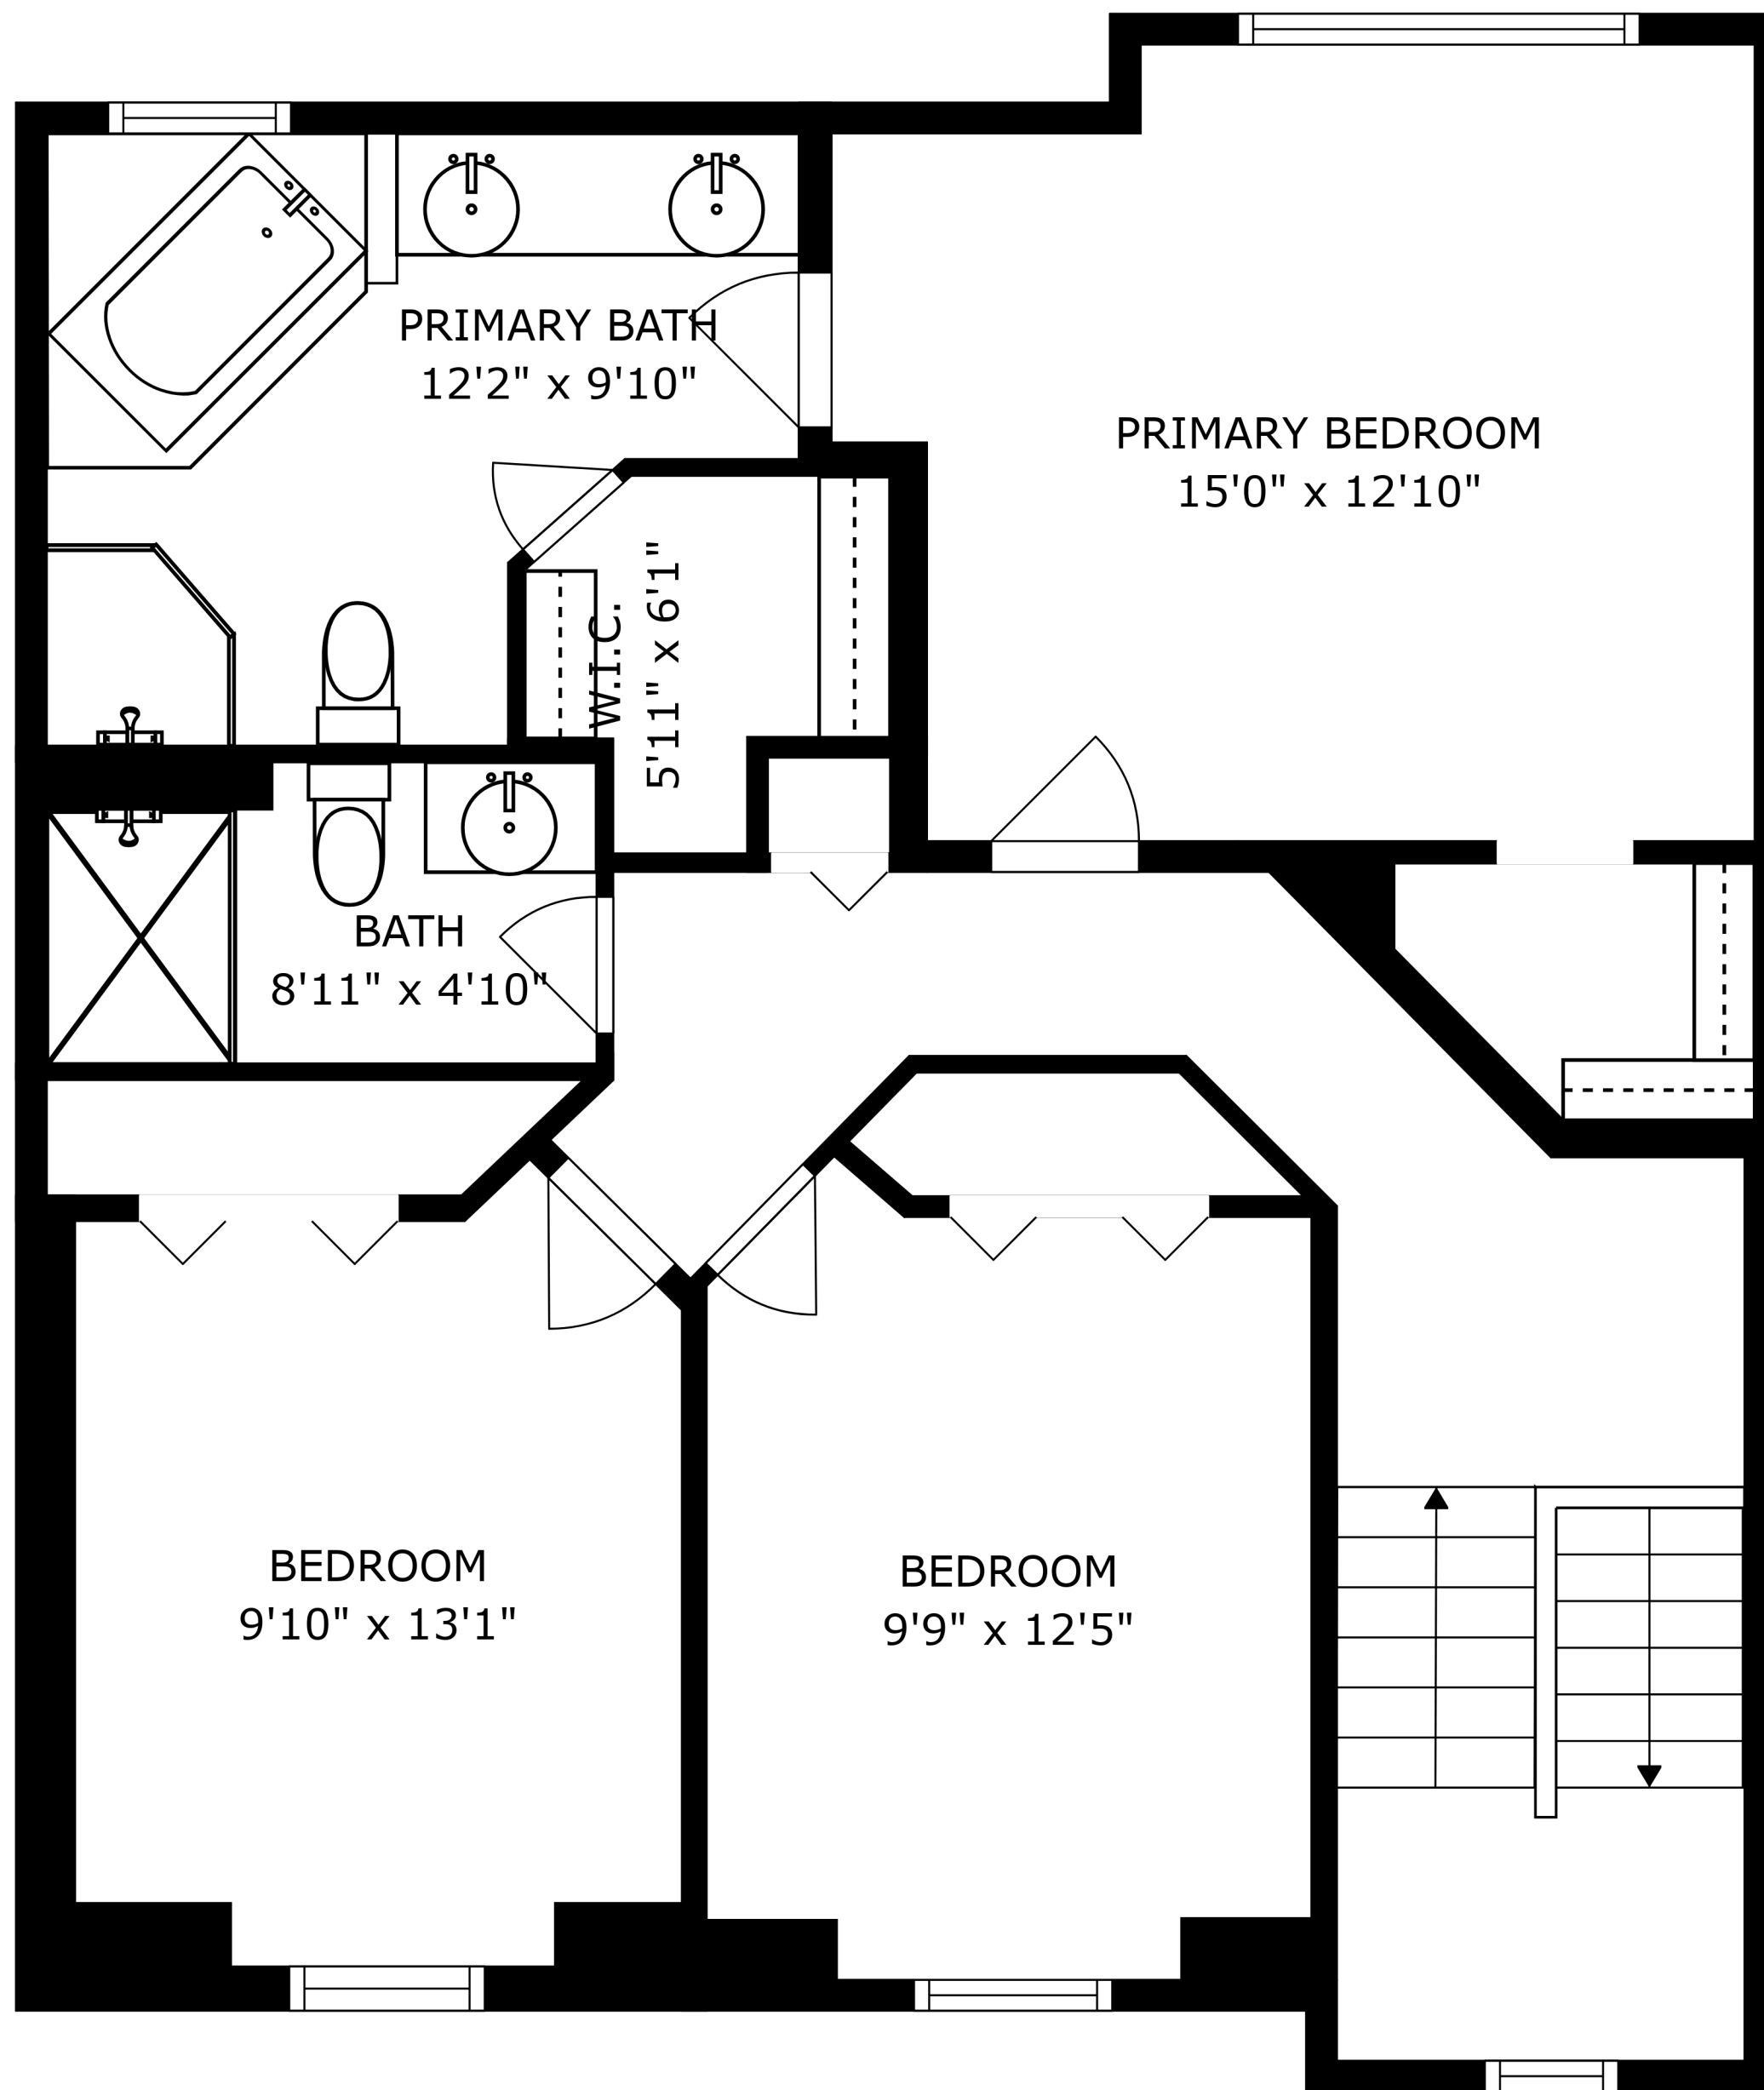 PRIMARY BATH
12'2" x 9'10"
PRIMARY BEDROOM
15'0" x 12'10"
W.I.C.
5'11" x 6'1"
BATH
8'11" x 4'10"
BEDROOM
9'10" x 13'1"
BEDROOM
9'9" x 12'5"